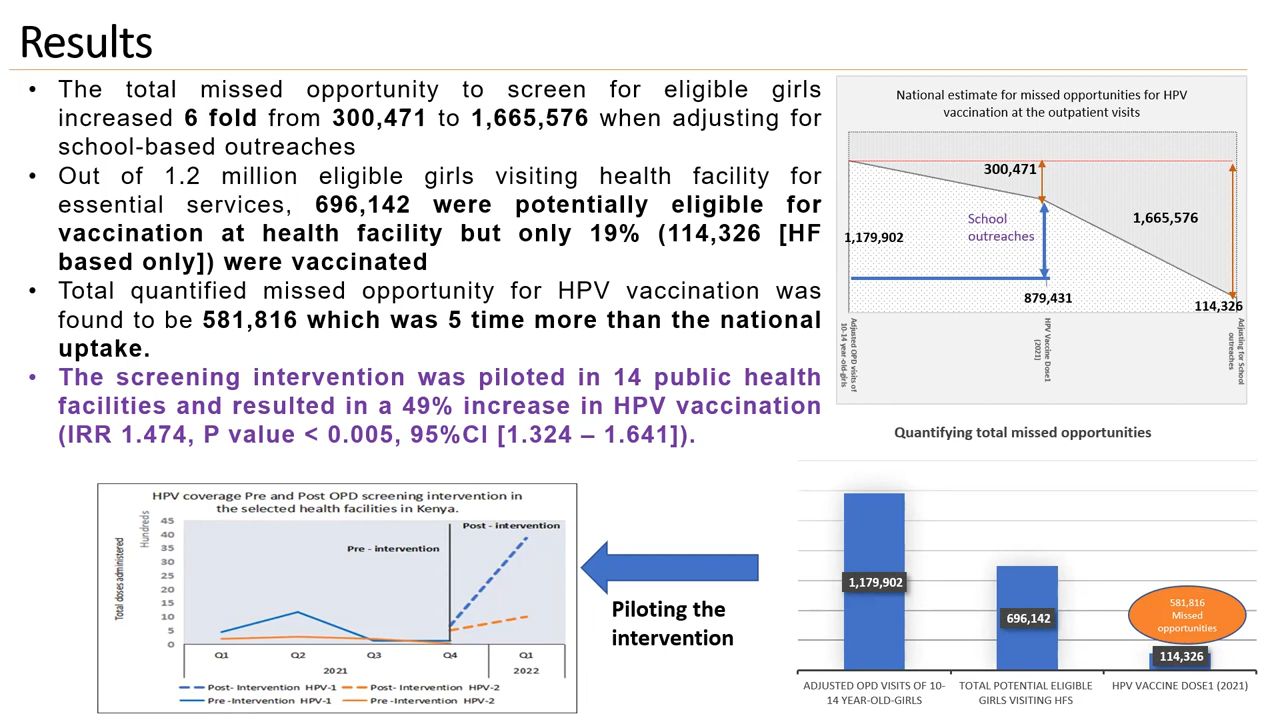 Results
• The total missed opportunity to screen for eligible girls
increased 6 fold from 300,471 to 1,665,576 when adjusting for
school-based outreaches
• Out of 1.2 million eligible girls visiting health facility for
essential services, 696,142 were potentially eligible for
vaccination at health facility but only 19% (114,326 [HF
based only]) were vaccinated
• Total quantified missed opportunity for HPV vaccination was
found to be 581,816 which was 5 time more than the national
uptake.
• The screening intervention was piloted in 14 public health
facilities and resulted in a 49% increase in HPV vaccination
(IRR 1.474, P value < 0.005, 95%CI [1.324 – 1.641]).
National estimate for missed opportunities for HPV
vaccination at the outpatient visits
300,471
School
outreaches
1,665,576
1,179,902
879,431
114,326
Adjusted OPD visits of
10-14 year-old-girls
HPV Vaccine Dose1
(2021)
Adjusting for School
outreaches
Quantifying total missed opportunities
1,179,902
696,142
581,816
Missed
opportunities
114,326
ADJUSTED OPD VISITS OF 10-
14 YEAR-OLD-GIRLS
TOTAL POTENTIAL ELIGIBLE
GIRLS VISITING HFS
HPV VACCINE DOSE1 (2021)
HPV coverage Pre and Post OPD screening intervention in
the selected health facilities in Kenya.
Total doses administered
Hundreds
45
40
35
30
25
20
15
10
5
0
Pre - intervention
Post - intervention
Q1 Q2 Q3 Q4 Q1
2021 2022
Post- Intervention HPV-1 Post- Intervention HPV-2
Pre -Intervention HPV-1 Pre -Intervention HPV-2
Piloting the
intervention